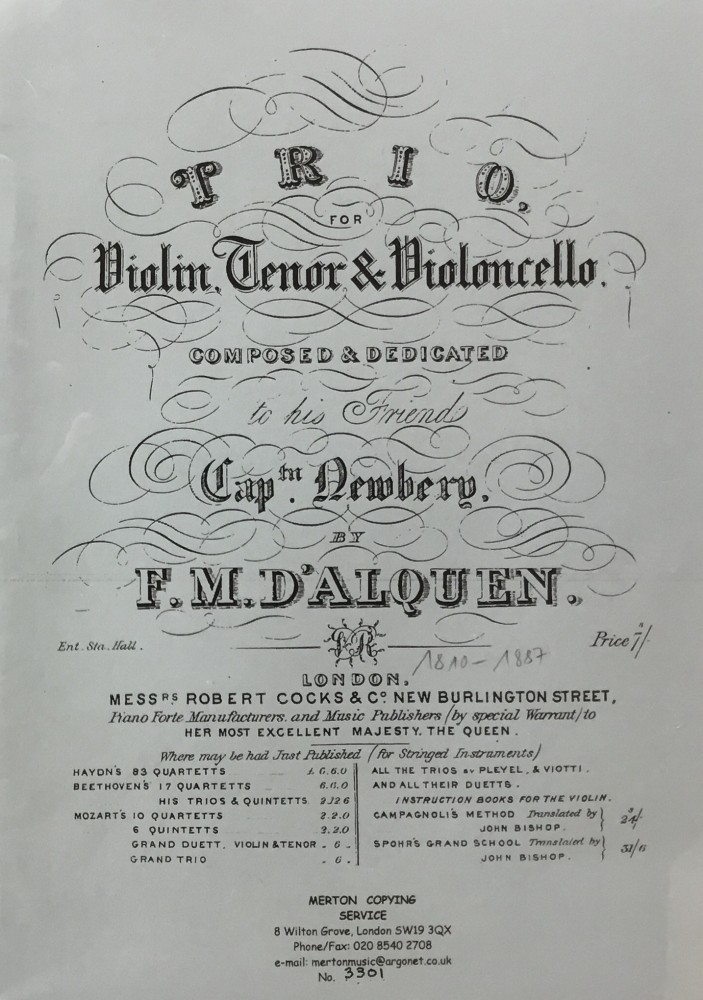 TRIO,
FOR
Violin, Tenor & Violoncello.
COMPOSED & DEDICATED
to his Friend
Captn. Newbery.
BY
F. M. D'ALQUEN.
Ent. Sta. Hall.
Price 7/
1810 - 1887
LONDON,
MESSRS ROBERT COCKS & Co. NEW BURLINGTON STREET,
Piano Forte Manufacturers. and Music Publishers (by special Warrant) to
HER MOST EXCELLENT MAJESTY, THE QUEEN.
Where may be had Just Published (for Stringed Instruments)
HAYDN'S 83 QUARTETTS £6.6.0
BEETHOVEN'S 17 QUARTETTS 6.6.0
HIS TRIOS & QUINTETTS 2.12.6
MOZART'S 10 QUARTETTS 2.2.0
6 QUINTETTS 2.2.0
GRAND DUETT, VIOLIN & TENOR . 6 .
GRAND TRIO . 6 .
ALL THE TRIOS BY PLEYEL, & VIOTTI.
AND ALL THEIR DUETTS.
INSTRUCTION BOOKS FOR THE VIOLIN.
CAMPAGNOLI'S METHOD Translated by
JOHN BISHOP. } 24/
SPOHR'S GRAND SCHOOL Translated by
JOHN BISHOP. } 31/6
MERTON COPYING
SERVICE
8 Wilton Grove, London SW19 3QX
Phone/Fax: 020 8540 2708
e-mail: mertonmusic@argonet.co.uk
No. 3301